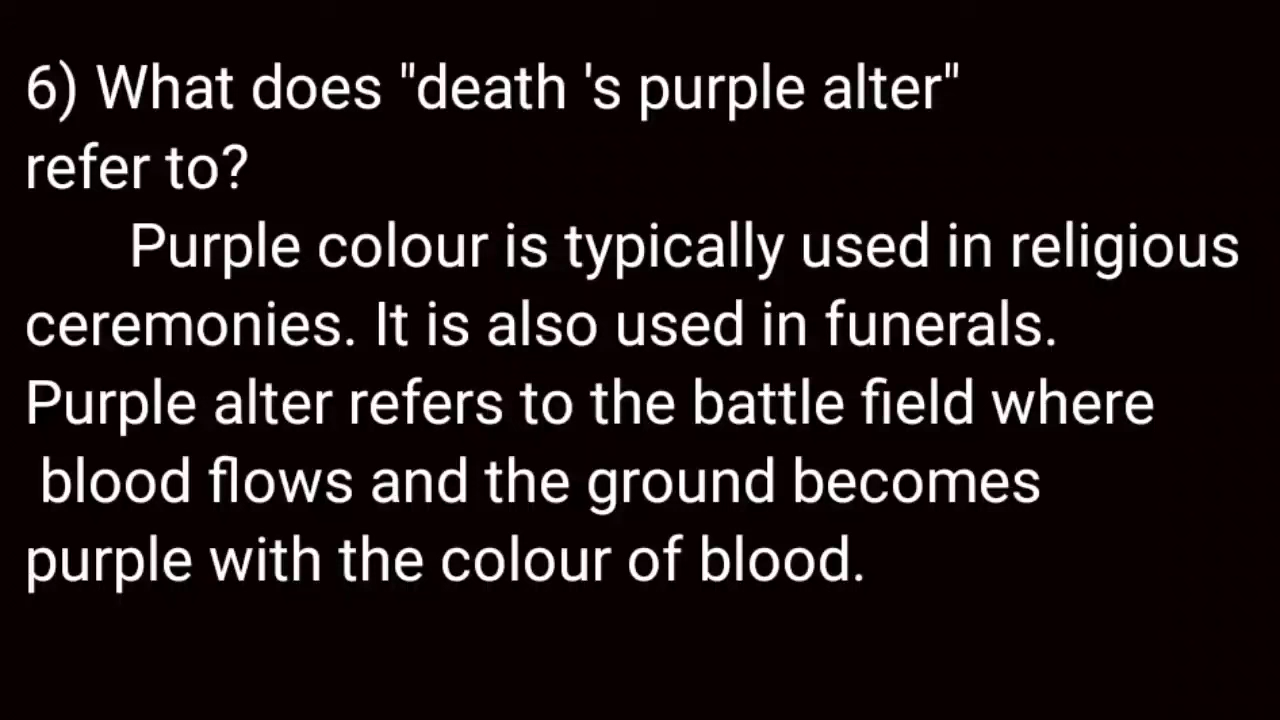 6) What does "death 's purple alter"
refer to?
Purple colour is typically used in religious
ceremonies. It is also used in funerals.
Purple alter refers to the battle field where
blood flows and the ground becomes
purple with the colour of blood.